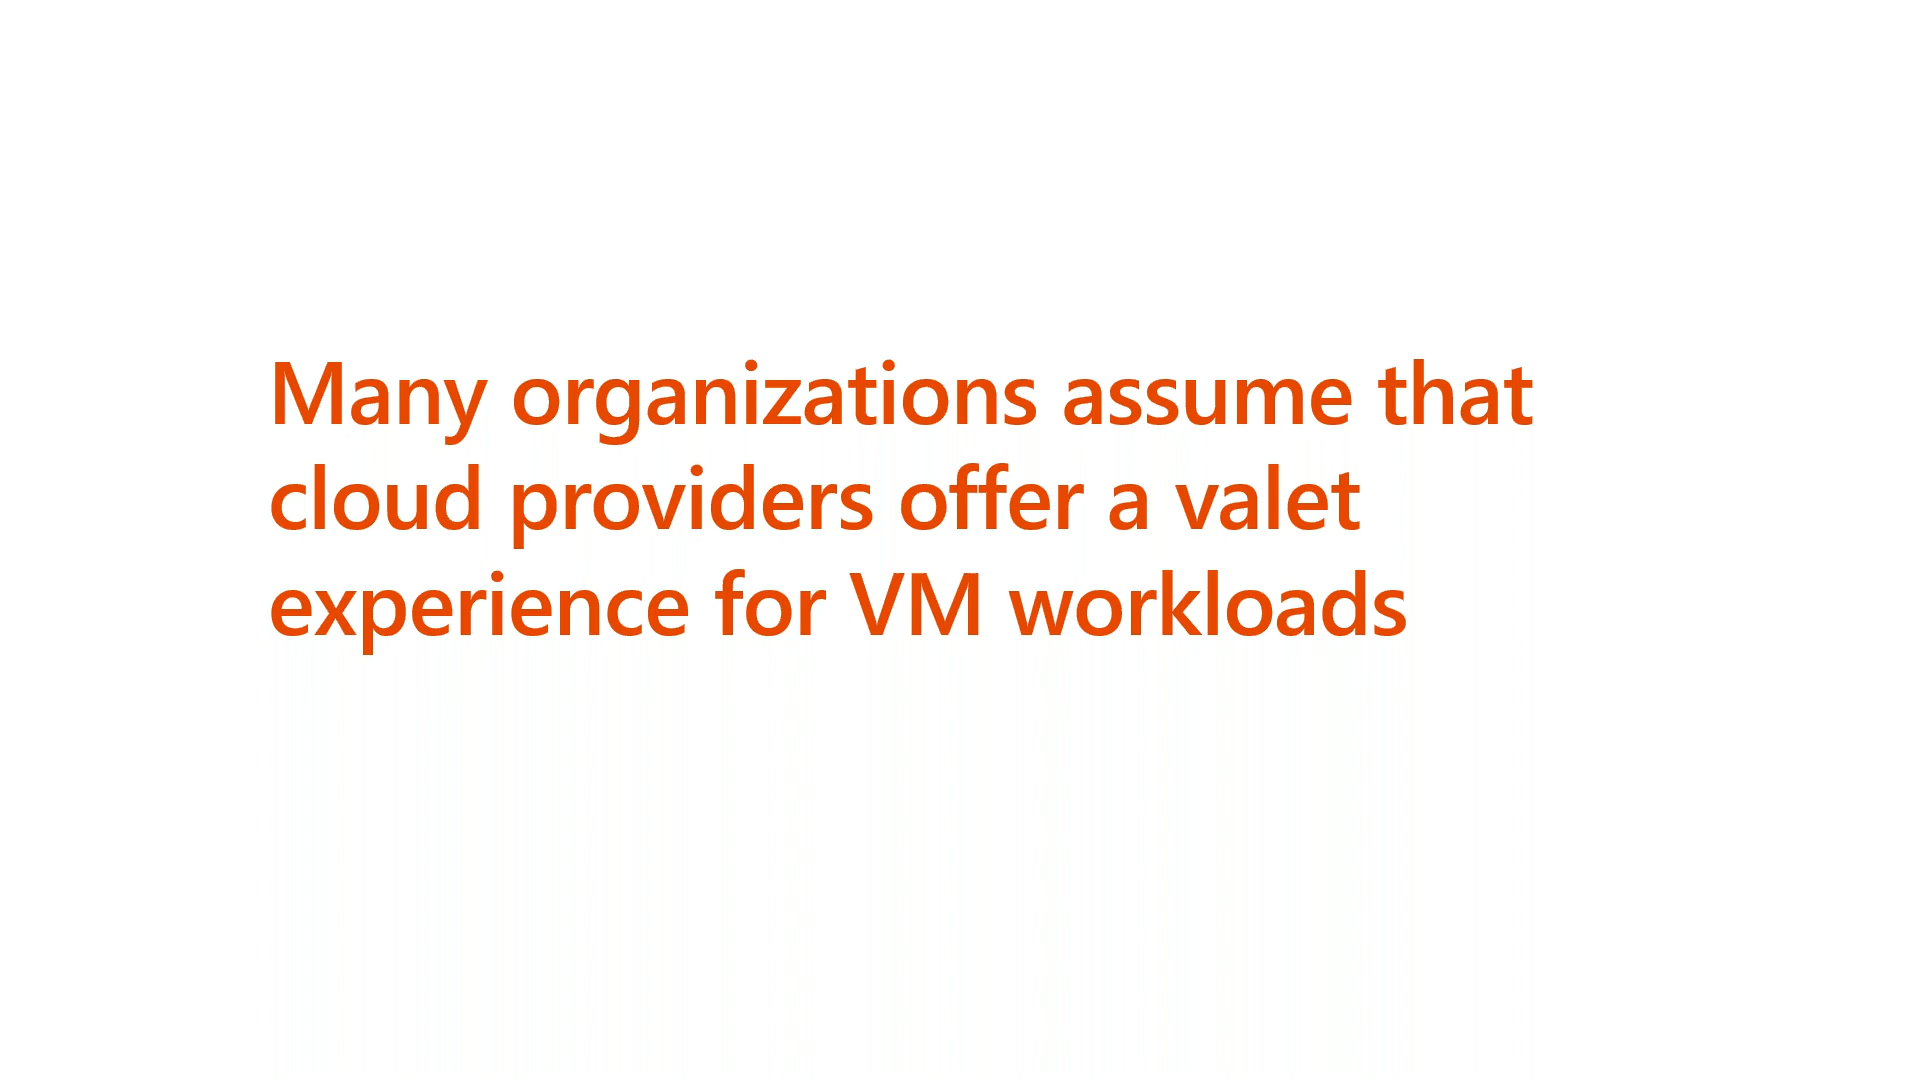 Many organizations assume that
cloud providers offer a valet
experience for VM workloads